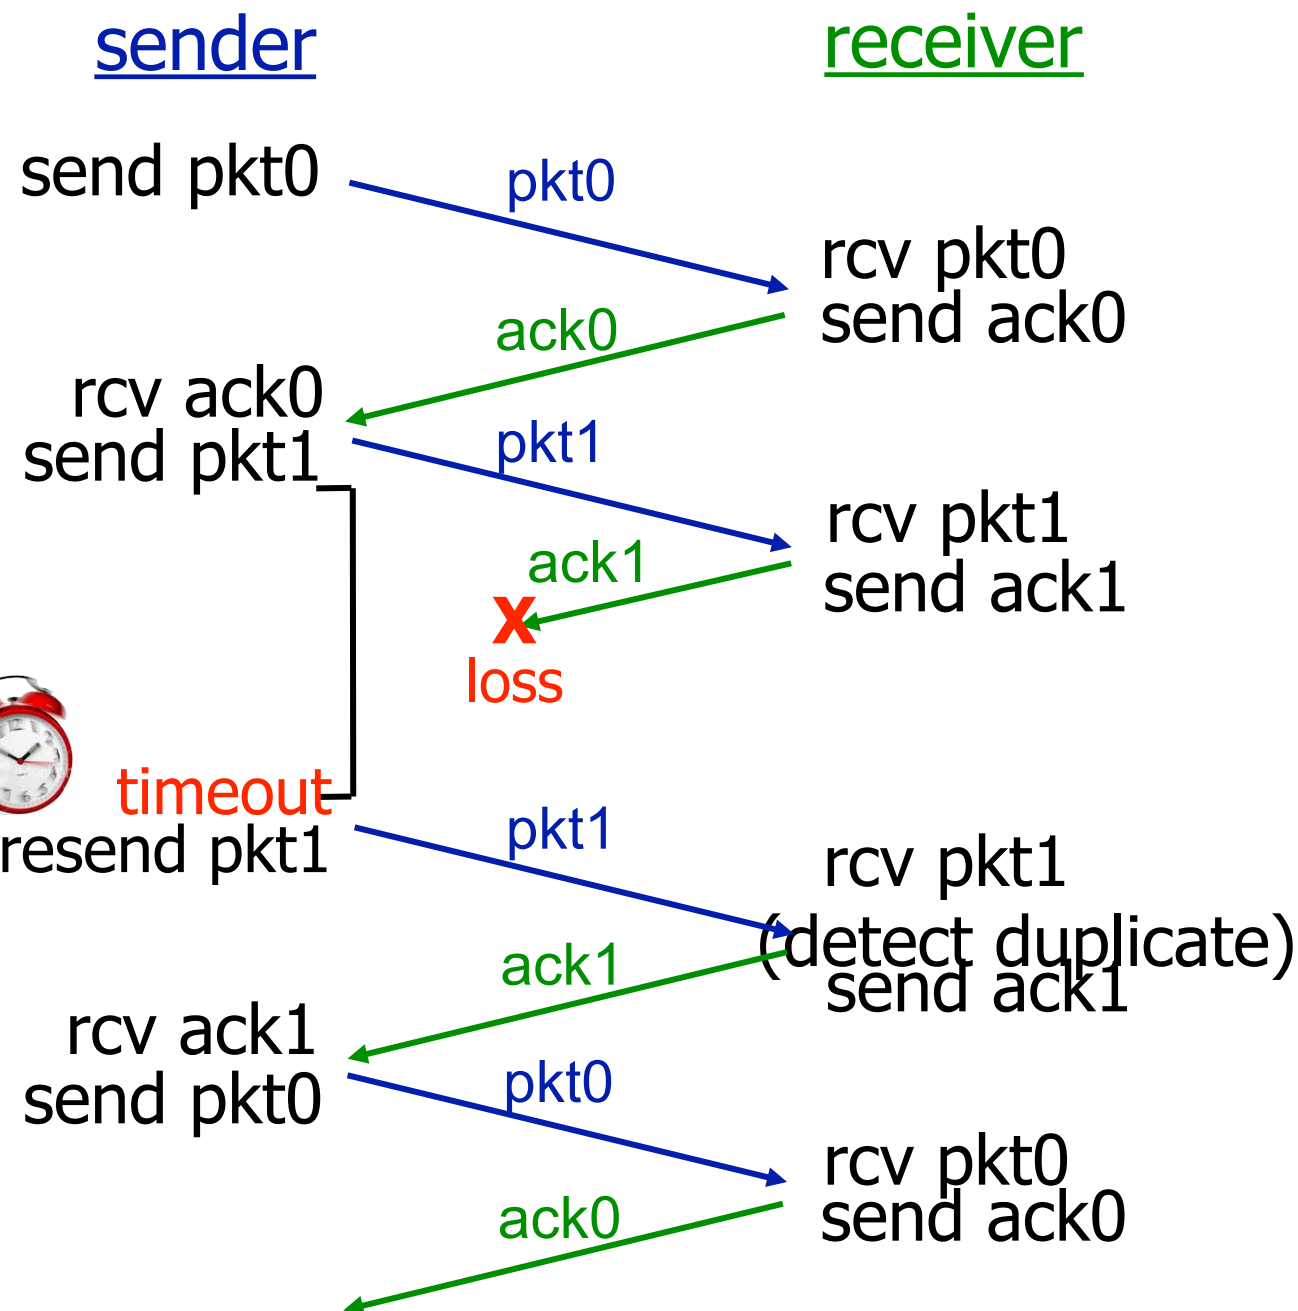 sender receiver
send pkt0
pkt0
rcv pkt0
send ack0
ack0
rcv ack0
send pkt1
pkt1
rcv pkt1
send ack1
ack1
X
loss
timeout
resend pkt1
pkt1
rcv pkt1
(detect duplicate)
send ack1
ack1
rcv ack1
send pkt0
pkt0
rcv pkt0
send ack0
ack0